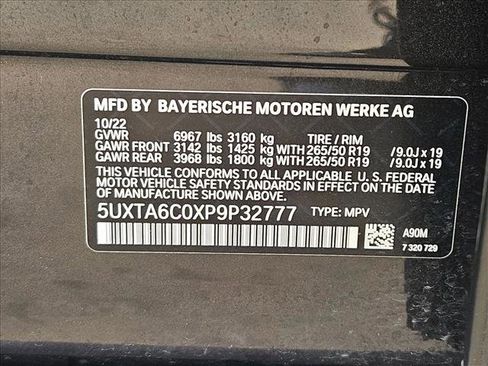 MFD BY BAYERISCHE MOTOREN WERKE AG
10/22
GVWR 6967 lbs 3160 kg TIRE / RIM
GAWR FRONT 3142 lbs 1425 kg WITH 265/50 R19 /9.0J x 19
GAWR REAR 3968 lbs 1800 kg WITH 265/50 R19 /9.0J x 19
THIS VEHICLE CONFORMS TO ALL APPLICABLE U. S. FEDERAL
MOTOR VEHICLE SAFETY STANDARDS IN EFFECT ON THE DATE
OF MANUFACTURE SHOWN ABOVE.
5UXTA6C0XP9P32777 TYPE: MPV
A90M
7 320 729